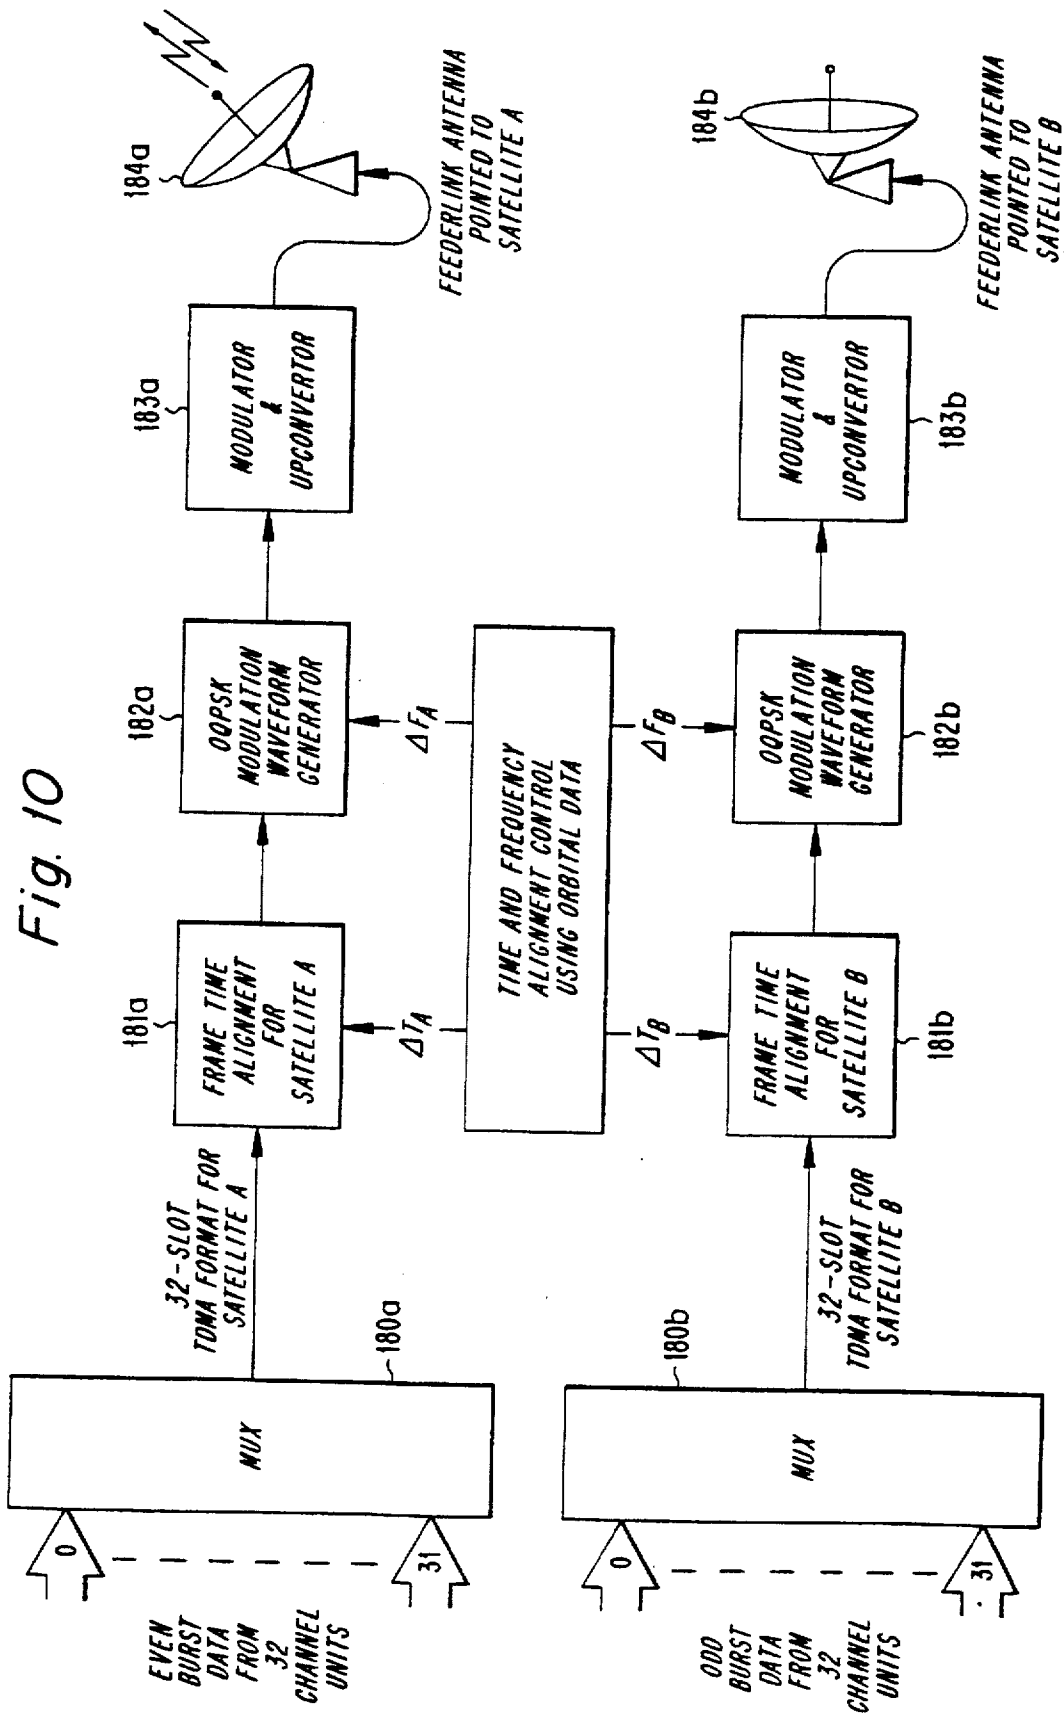 Fig. 10
EVEN
BURST
DATA
FROM
32
CHANNEL
UNITS
0
31
MUX
180a
32-SLOT
TDMA FORMAT FOR
SATELLITE A
181a
FRAME TIME
ALIGNMENT
FOR
SATELLITE A
182a
OQPSK
MODULATION
WAVEFORM
GENERATOR
183a
MODULATOR
&
UPCONVERTOR
184a
FEEDERLINK ANTENNA
POINTED TO
SATELLITE A
ΔTA
ΔFA
TIME AND FREQUENCY
ALIGNMENT CONTROL
USING ORBITAL DATA
ΔTB
ΔFB
ODD
BURST
DATA
FROM
32
CHANNEL
UNITS
0
31
MUX
180b
32-SLOT
TDMA FORMAT FOR
SATELLITE B
FRAME TIME
ALIGNMENT
FOR
SATELLITE B
181b
OQPSK
MODULATION
WAVEFORM
GENERATOR
182b
MODULATOR
&
UPCONVERTOR
183b
184b
FEEDERLINK ANTENNA
POINTED TO
SATELLITE B